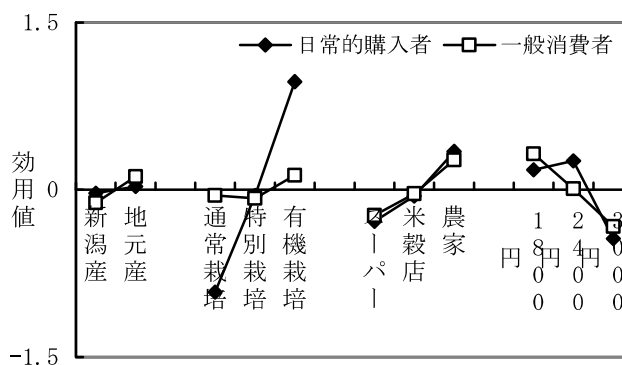 1.5
日常的購入者
一般消費者
効用値
0
新潟産
地元産
通常栽培
特別栽培
有機栽培
スーパー
米穀店
農家
1800円
2400円
3000円
-1.5